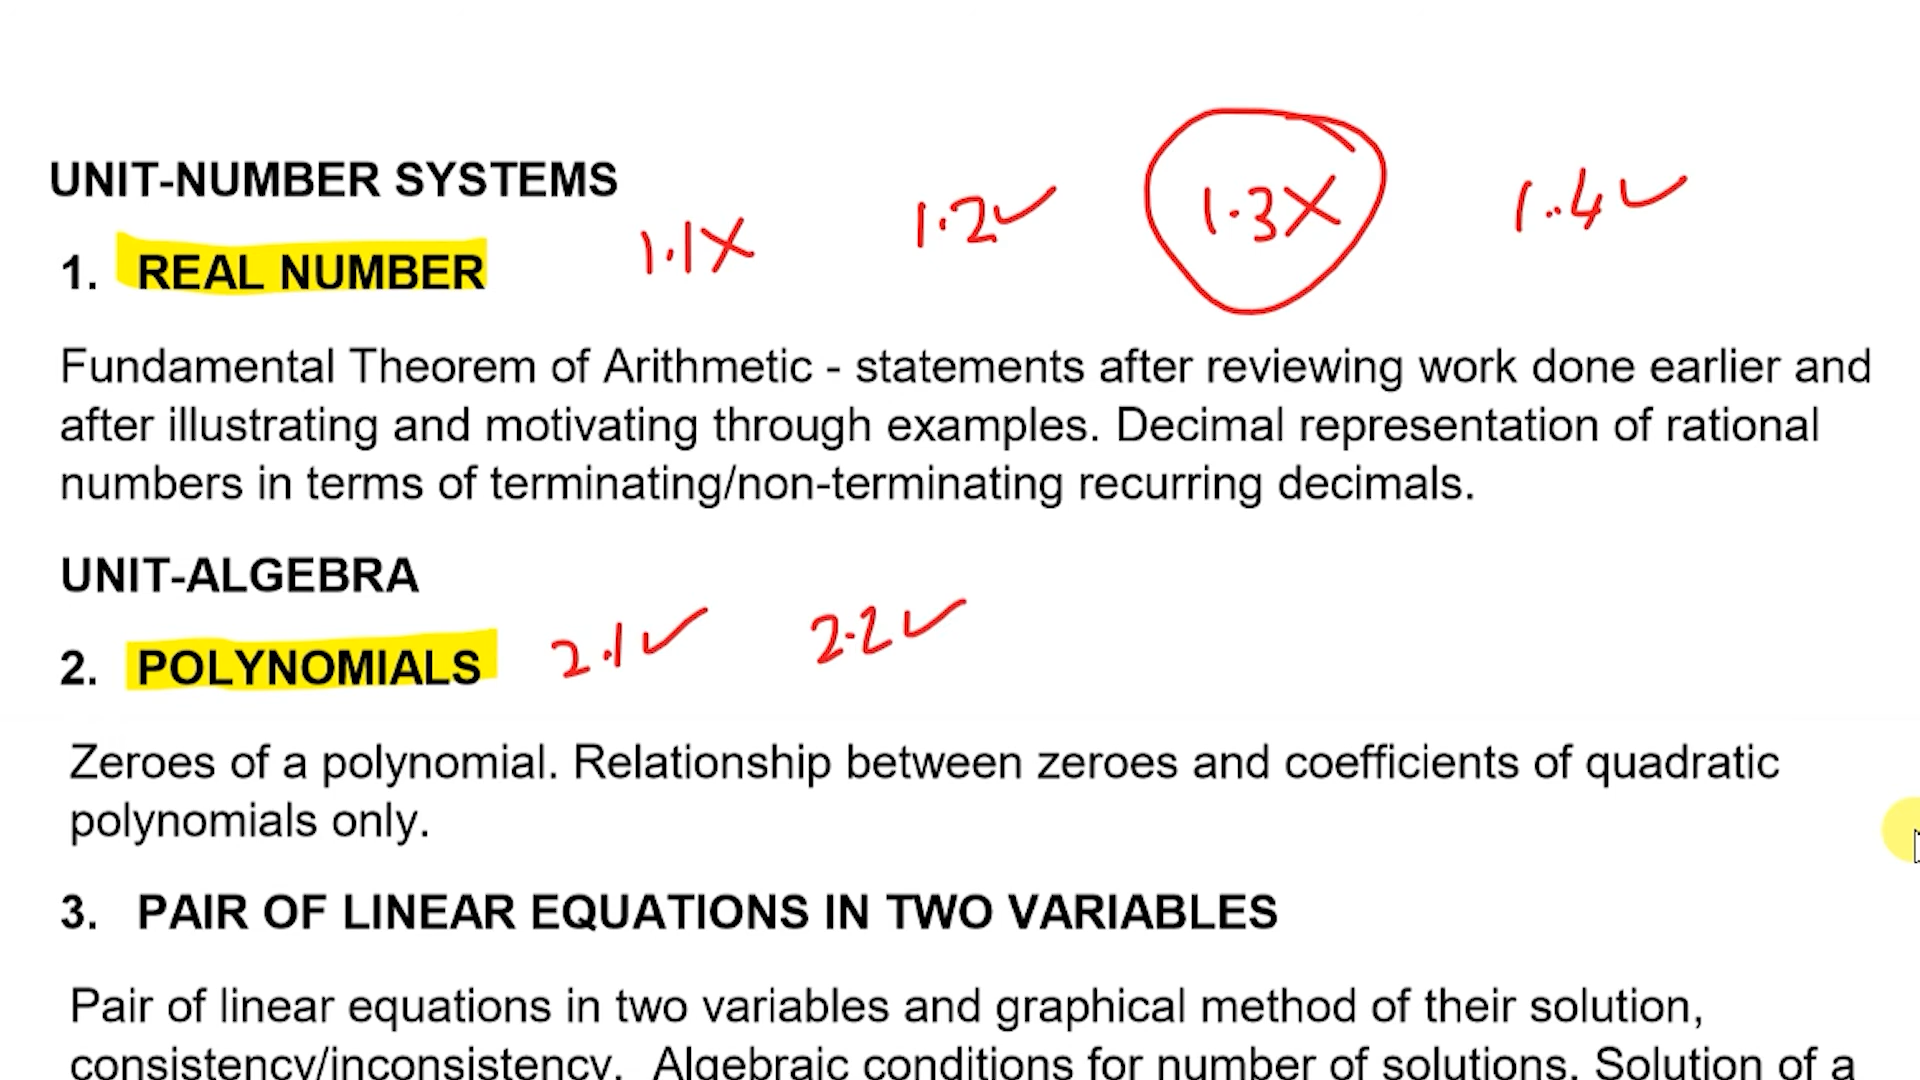 UNIT-NUMBER SYSTEMS
1.1X 1.2✓ 1.3X 1..4✓
1. REAL NUMBER
Fundamental Theorem of Arithmetic - statements after reviewing work done earlier and
after illustrating and motivating through examples. Decimal representation of rational
numbers in terms of terminating/non-terminating recurring decimals.
UNIT-ALGEBRA
2. POLYNOMIALS 2.1✓ 2.2✓
Zeroes of a polynomial. Relationship between zeroes and coefficients of quadratic
polynomials only.
3. PAIR OF LINEAR EQUATIONS IN TWO VARIABLES
Pair of linear equations in two variables and graphical method of their solution,
consistency/inconsistency. Algebraic conditions for number of solutions. Solution of a